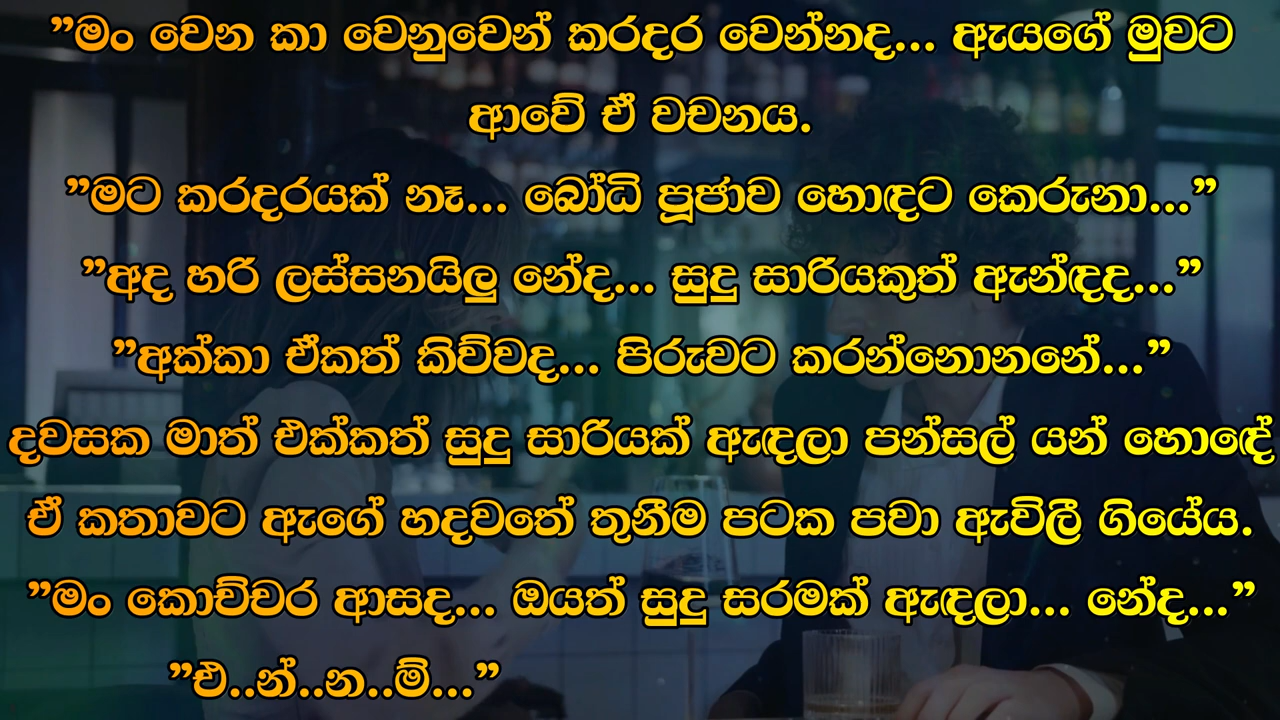 ”මං වෙන කා වෙනුවෙන් කරදර වෙන්නද... ඇයගේ මුවට
ආවේ ඒ වචනය.
”මට කරදරයක් නෑ... බෝධි පූජාව හොඳට කෙරුනා...”
”අද හරි ලස්සනයිලු නේද... සුදු සාරියකුත් ඇන්ඳද...”
”අක්කා ඒකත් කිව්වද... පිරුවට කරන්නොනනේ...”
දවසක මාත් එක්කත් සුදු සාරියක් ඇඳලා පන්සල් යන් හොඳේ
ඒ කතාවට ඇගේ හදවතේ තුනීම පටක පවා ඇවිලී ගියේය.
”මං කොච්චර ආසද... ඔයත් සුදු සරමක් ඇඳලා... නේද...”
”එ..න්..න..ම්...”